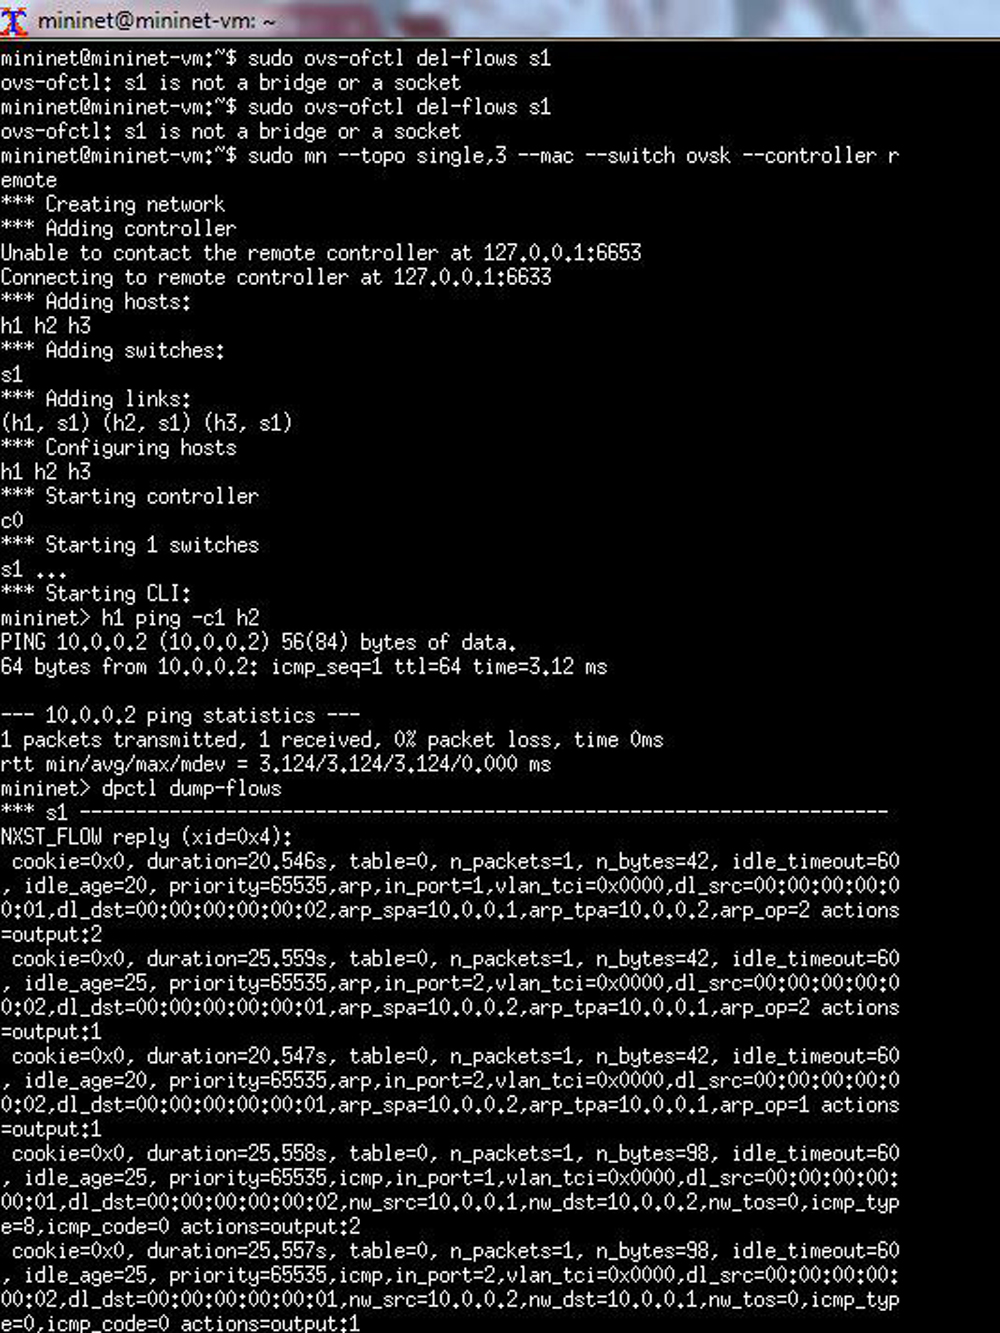 mininet@mininet-vm: ~
mininet@mininet-vm:~$ sudo ovs-ofctl del-flows s1
ovs-ofctl: s1 is not a bridge or a socket
mininet@mininet-vm:~$ sudo ovs-ofctl del-flows s1
ovs-ofctl: s1 is not a bridge or a socket
mininet@mininet-vm:~$ sudo mn --topo single,3 --mac --switch ovsk --controller r
emote
*** Creating network
*** Adding controller
Unable to contact the remote controller at 127.0.0.1:6653
Connecting to remote controller at 127.0.0.1:6633
*** Adding hosts:
h1 h2 h3
*** Adding switches:
s1
*** Adding links:
(h1, s1) (h2, s1) (h3, s1)
*** Configuring hosts
h1 h2 h3
*** Starting controller
c0
*** Starting 1 switches
s1 ...
*** Starting CLI:
mininet> h1 ping -c1 h2
PING 10.0.0.2 (10.0.0.2) 56(84) bytes of data.
64 bytes from 10.0.0.2: icmp_seq=1 ttl=64 time=3.12 ms

--- 10.0.0.2 ping statistics ---
1 packets transmitted, 1 received, 0% packet loss, time 0ms
rtt min/avg/max/mdev = 3.124/3.124/3.124/0.000 ms
mininet> dpctl dump-flows
*** s1 ------------------------------------------------------------------------
NXST_FLOW reply (xid=0x4):
 cookie=0x0, duration=20.546s, table=0, n_packets=1, n_bytes=42, idle_timeout=60
, idle_age=20, priority=65535,arp,in_port=1,vlan_tci=0x0000,dl_src=00:00:00:00:0
0:01,dl_dst=00:00:00:00:00:02,arp_spa=10.0.0.1,arp_tpa=10.0.0.2,arp_op=2 actions
=output:2
 cookie=0x0, duration=25.559s, table=0, n_packets=1, n_bytes=42, idle_timeout=60
, idle_age=25, priority=65535,arp,in_port=2,vlan_tci=0x0000,dl_src=00:00:00:00:0
0:02,dl_dst=00:00:00:00:00:01,arp_spa=10.0.0.2,arp_tpa=10.0.0.1,arp_op=2 actions
=output:1
 cookie=0x0, duration=20.547s, table=0, n_packets=1, n_bytes=42, idle_timeout=60
, idle_age=20, priority=65535,arp,in_port=2,vlan_tci=0x0000,dl_src=00:00:00:00:0
0:02,dl_dst=00:00:00:00:00:01,arp_spa=10.0.0.2,arp_tpa=10.0.0.1,arp_op=1 actions
=output:1
 cookie=0x0, duration=25.558s, table=0, n_packets=1, n_bytes=98, idle_timeout=60
, idle_age=25, priority=65535,icmp,in_port=1,vlan_tci=0x0000,dl_src=00:00:00:00:
00:01,dl_dst=00:00:00:00:00:02,nw_src=10.0.0.1,nw_dst=10.0.0.2,nw_tos=0,icmp_typ
e=8,icmp_code=0 actions=output:2
 cookie=0x0, duration=25.557s, table=0, n_packets=1, n_bytes=98, idle_timeout=60
, idle_age=25, priority=65535,icmp,in_port=2,vlan_tci=0x0000,dl_src=00:00:00:00:
00:02,dl_dst=00:00:00:00:00:01,nw_src=10.0.0.2,nw_dst=10.0.0.1,nw_tos=0,icmp_typ
e=0,icmp_code=0 actions=output:1